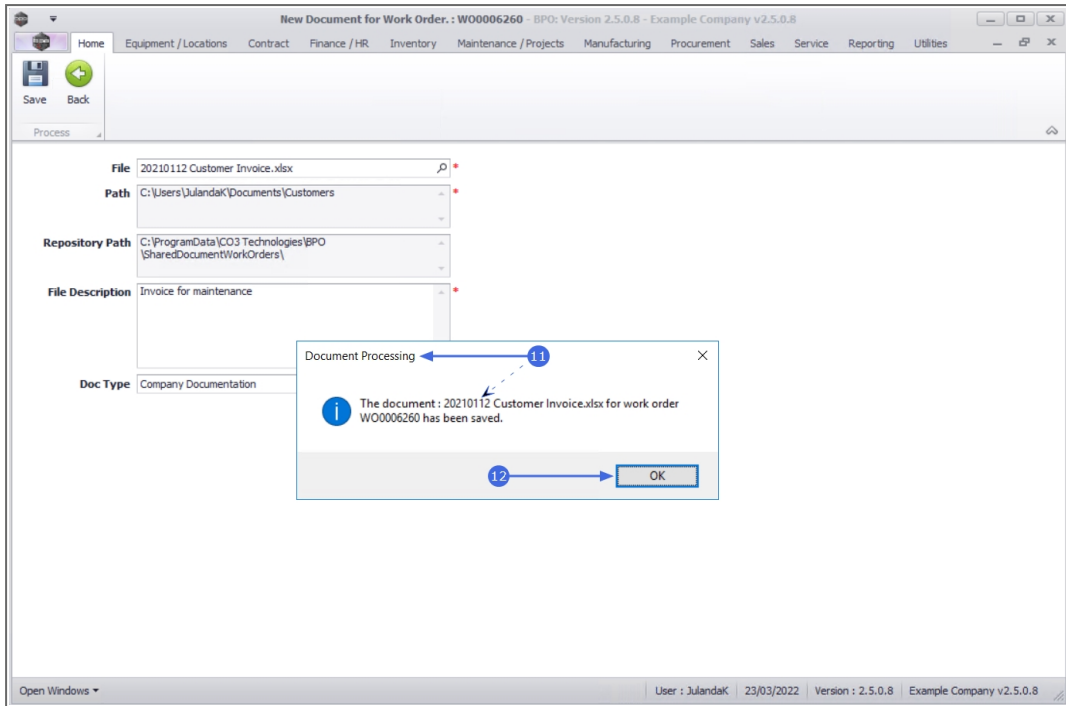 New Document for Work Order. : WO0006260 - BPO: Version 2.5.0.8 - Example Company v2.5.0.8
Home Equipment / Locations Contract Finance / HR Inventory Maintenance / Projects Manufacturing Procurement Sales Service Reporting Utilities
Save Back
Process
File 20210112 Customer Invoice.xlsx *
Path C:\Users\JulandaK\Documents\Customers *
Repository Path C:\ProgramData\CO3 Technologies\BPO
\SharedDocumentWorkOrders\
File Description Invoice for maintenance *
Doc Type Company Documentation
Document Processing 11
The document : 20210112 Customer Invoice.xlsx for work order
WO0006260 has been saved.
12 OK
Open Windows User : JulandaK 23/03/2022 Version : 2.5.0.8 Example Company v2.5.0.8